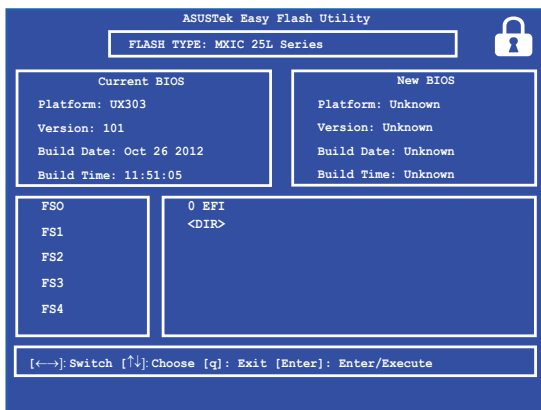 ASUSTek Easy Flash Utility
FLASH TYPE: MXIC 25L Series
Current BIOS
Platform: UX303
Version: 101
Build Date: Oct 26 2012
Build Time: 11:51:05
New BIOS
Platform: Unknown
Version: Unknown
Build Date: Unknown
Build Time: Unknown
FSO
FS1
FS2
FS3
FS4
0 EFI
<DIR>
[←→]: Switch [↑↓]: Choose [q]: Exit [Enter]: Enter/Execute